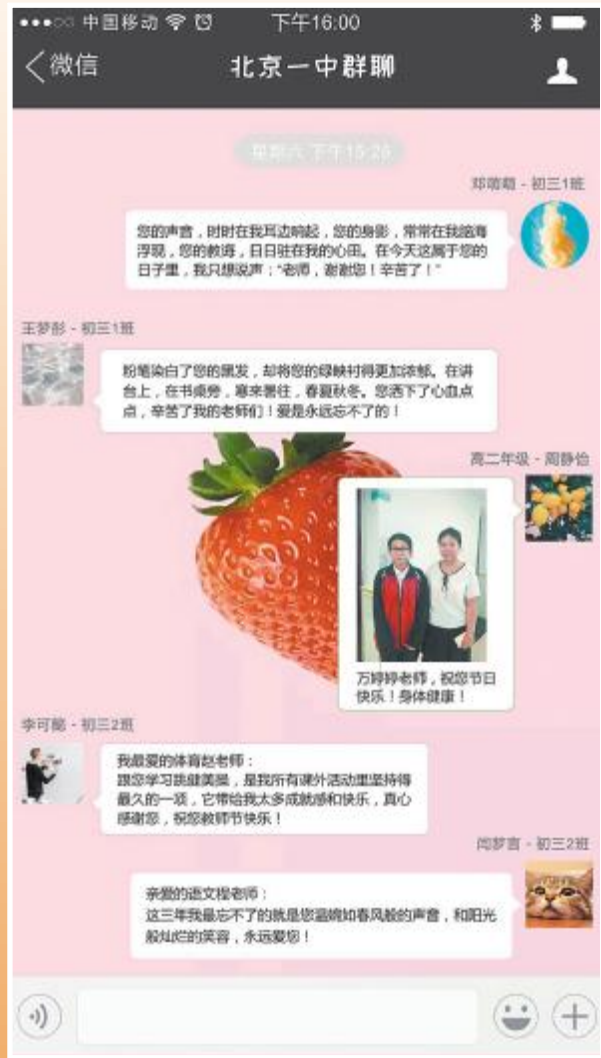 中国移动
下午16:00
微信
北京一中群聊
星期六 下午15:28
邓萌萌-初三1班
您的声音，时时在我耳边响起，您的身影，常常在我脑海
浮现，您的教诲，日日驻在我的心田。在今天这属于您的
日子里，我只想说声：“老师，谢谢您！辛苦了！”
王梦彤-初三1班
粉笔染白了您的黑发，却将您的绿映衬得更加浓郁。在讲
台上，在书桌旁，寒来暑往，春夏秋冬。您洒下了心血点
点，辛苦了我的老师们！爱是永远忘不了的！
高二年级-周静怡
万婷婷老师，祝您节日
快乐！身体健康！
李可-初三2班
我最爱的体育赵老师：
跟您学习跳健美操，是我所有课外活动里坚持得
最久的一项，它带给我太多成就感和快乐，真心
感谢您，祝您教师节快乐！
闫梦言-初三2班
亲爱的语文程老师：
这三年我最忘不了的就是您温婉如春风般的声音，和阳光
般灿烂的笑容，永远爱您！